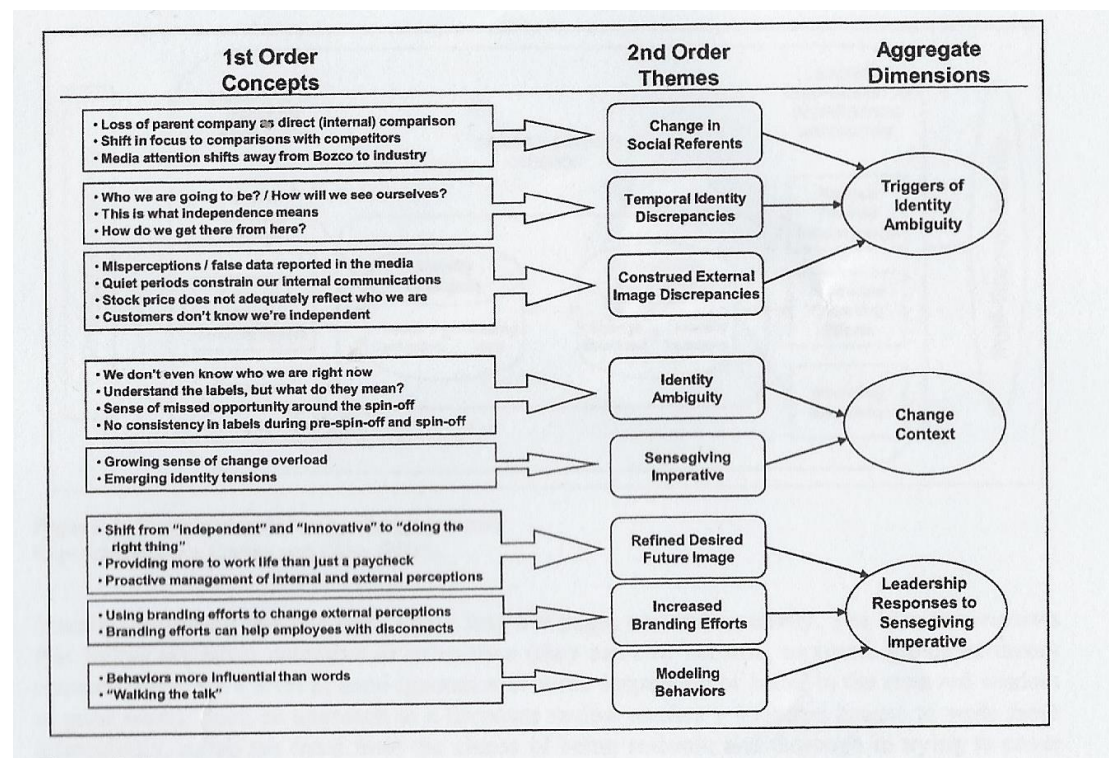 1st Order
Concepts
2nd Order
Themes
Aggregate
Dimensions
• Loss of parent company as direct (internal) comparison
• Shift in focus to comparisons with competitors
• Media attention shifts away from Bozco to industry
Change in
Social Referents
• Who we are going to be? / How will we see ourselves?
• This is what independence means
• How do we get there from here?
Temporal Identity
Discrepancies
Triggers of
Identity
Ambiguity
• Misperceptions / false data reported in the media
• Quiet periods constrain our internal communications
• Stock price does not adequately reflect who we are
• Customers don't know we're independent
Construed External
Image Discrepancies
• We don't even know who we are right now
• Understand the labels, but what do they mean?
• Sense of missed opportunity around the spin-off
• No consistency in labels during pre-spin-off and spin-off
Identity
Ambiguity
Change
Context
• Growing sense of change overload
• Emerging identity tensions
Sensegiving
Imperative
• Shift from "Independent" and "Innovative" to "doing the
right thing"
• Providing more to work life than just a paycheck
• Proactive management of internal and external perceptions
Refined Desired
Future Image
• Using branding efforts to change external perceptions
• Branding efforts can help employees with disconnects
Increased
Branding Efforts
Leadership
Responses to
Sensegiving
Imperative
• Behaviors more influential than words
• "Walking the talk"
Modeling
Behaviors